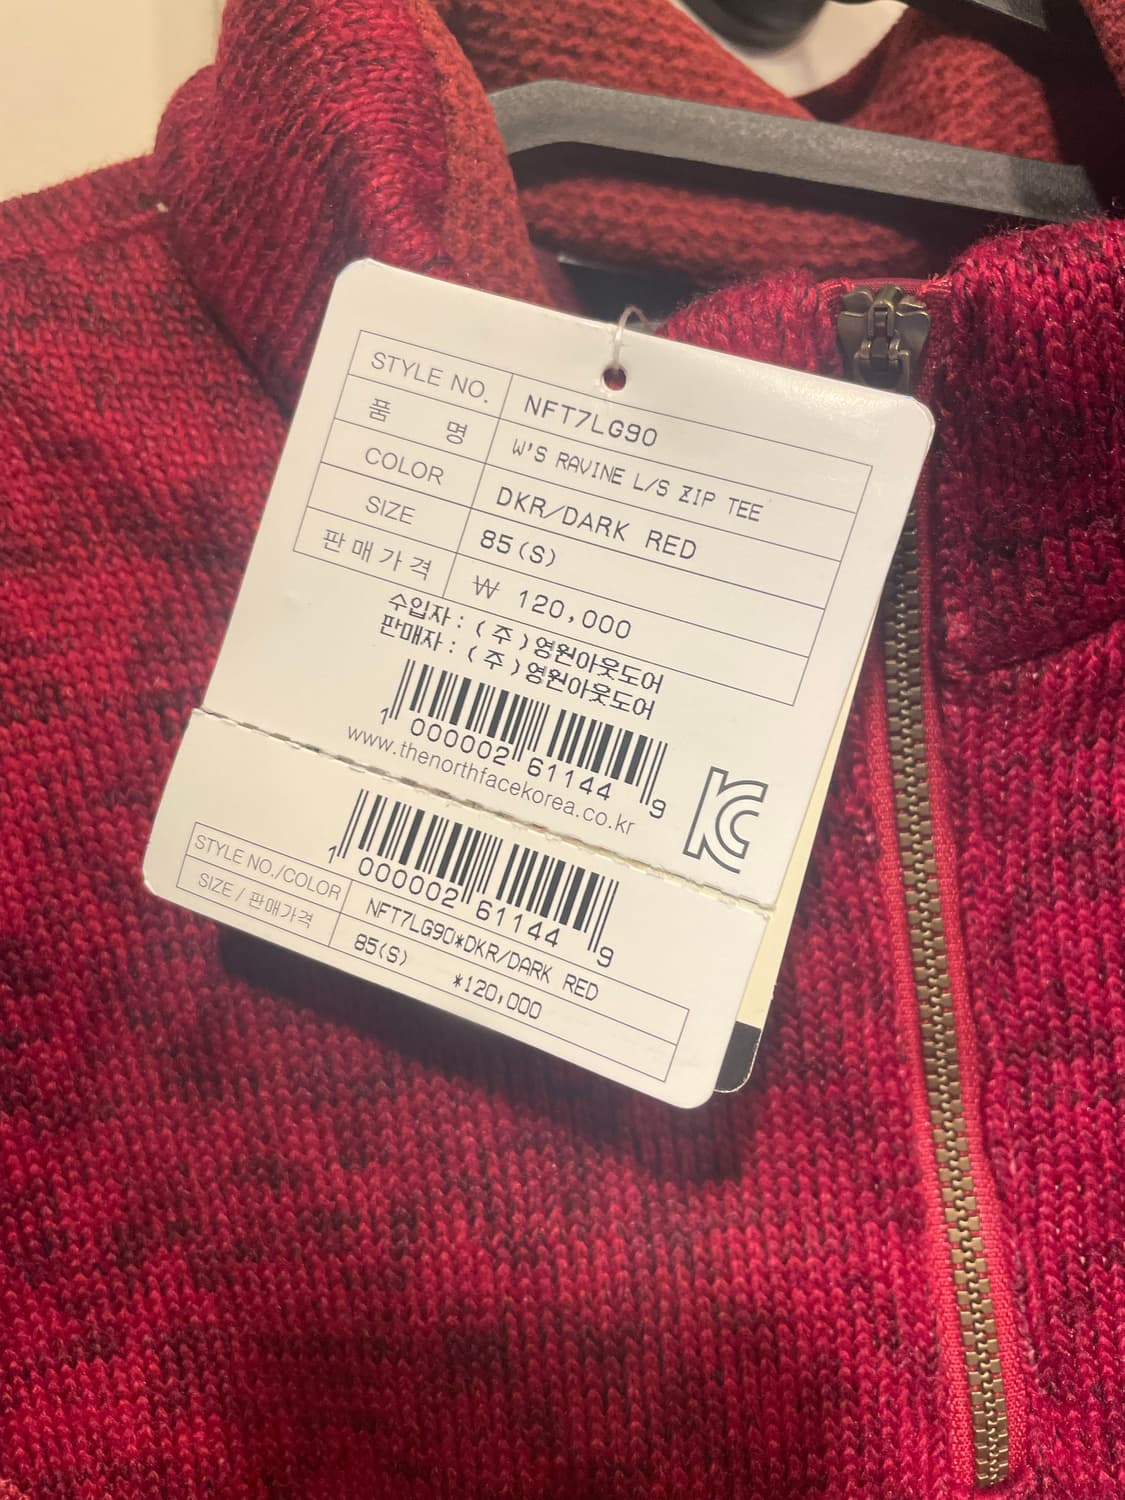 STYLE NO. NFT7LG90
품 명 W'S RAVINE L/S ZIP TEE
COLOR DKR/DARK RED
SIZE 85(S)
판매가격 ₩ 120,000
수입자 : (주)영원아웃도어
판매자 : (주)영원아웃도어
1 000002 61144 9
www.thenorthfacekorea.co.kr
1 000002 61144 9
STYLE NO./COLOR NFT7LG90*DKR/DARK RED
SIZE / 판매가격 85(S) *120,000